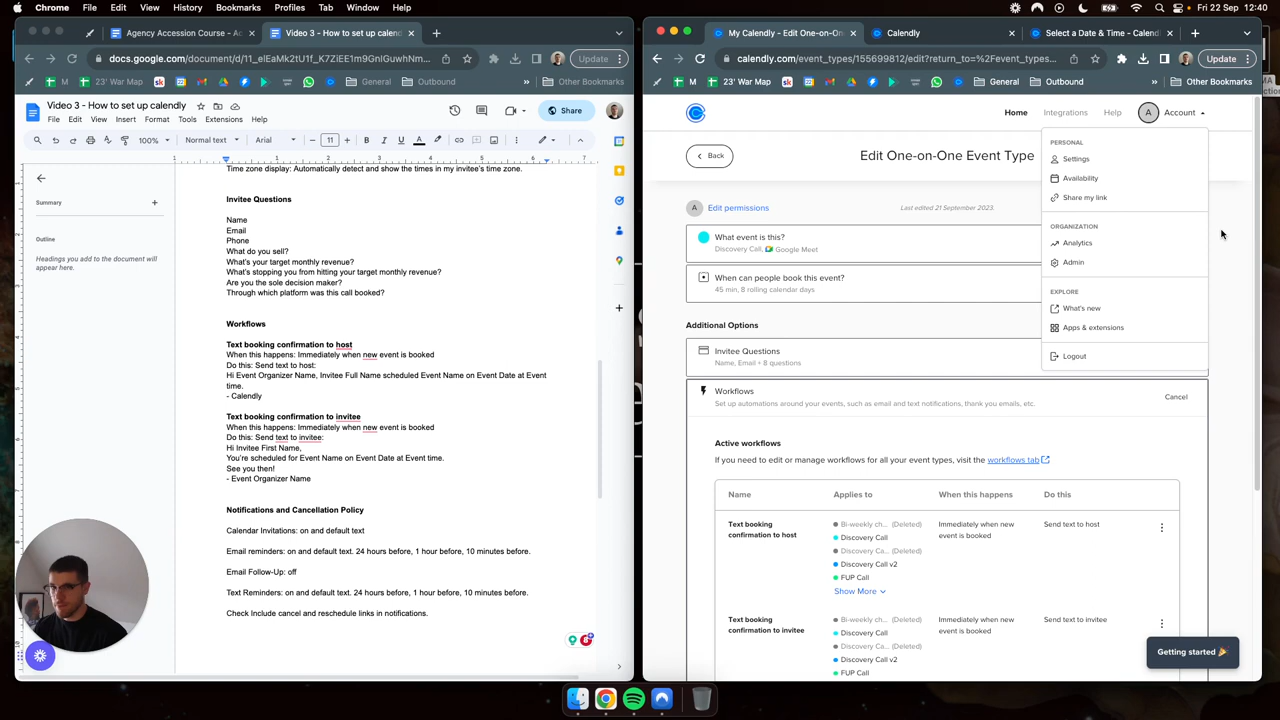 Chrome File Edit View History Bookmarks Profiles Tab Window Help
Fri 22 Sep 12:40
Agency Accession Course - Ac
Video 3 - How to set up calend
docs.google.com/document/d/11_eIEaMk2tU1f_K7ZiEE1m9GnIGuwhNm...
Update
M 23' War Map sk General Outbound Other Bookmarks
Video 3 - How to set up calendly
File Edit View Insert Format Tools Extensions Help
Share
100% Normal text Arial 11
Summary
Outline
Headings you add to the document will
appear here.
Time zone display: Automatically detect and show the times in my invitee's time zone.
Invitee Questions
Name
Email
Phone
What do you sell?
What's your target monthly revenue?
What's stopping you from hitting your target monthly revenue?
Are you the sole decision maker?
Through which platform was this call booked?
Workflows
Text booking confirmation to host
When this happens: Immediately when new event is booked
Do this: Send text to host:
Hi Event Organizer Name, Invitee Full Name scheduled Event Name on Event Date at Event
time.
- Calendly
Text booking confirmation to invitee
When this happens: Immediately when new event is booked
Do this: Send text to invitee:
Hi Invitee First Name,
You're scheduled for Event Name on Event Date at Event time.
See you then!
- Event Organizer Name
Notifications and Cancellation Policy
Calendar Invitations: on and default text
Email reminders: on and default text. 24 hours before, 1 hour before, 10 minutes before.
Email Follow-Up: off
Text Reminders: on and default text. 24 hours before, 1 hour before, 10 minutes before.
Check Include cancel and reschedule links in notifications.
My Calendly - Edit One-on-On
Calendly
Select a Date & Time - Calendl
calendly.com/event_types/155699812/edit?return_to=%2Fevent_types...
Update
M 23' War Map sk General Outbound Other Bookmarks
Home Integrations Help A Account
Back
Edit One-on-One Event Type
PERSONAL
Settings
Availability
Share my link
ORGANIZATION
Analytics
Admin
EXPLORE
What's new
Apps & extensions
Logout
A Edit permissions
Last edited 21 September 2023.
What event is this?
Discovery Call, Google Meet
When can people book this event?
45 min, 8 rolling calendar days
Additional Options
Invitee Questions
Name, Email + 8 questions
Workflows
Set up automations around your events, such as email and text notifications, thank you emails, etc.
Cancel
Active workflows
If you need to edit or manage workflows for all your event types, visit the workflows tab
Name Applies to When this happens Do this
Text booking
confirmation to host
Bi-weekly ch... (Deleted)
Discovery Call
Discovery Ca... (Deleted)
Discovery Call v2
FUP Call
Show More
Immediately when new
event is booked
Send text to host
Text booking
confirmation to invitee
Bi-weekly ch... (Deleted)
Discovery Call
Discovery Ca... (Deleted)
Discovery Call v2
FUP Call
Immediately when new
event is booked
Send text to invitee
Getting started